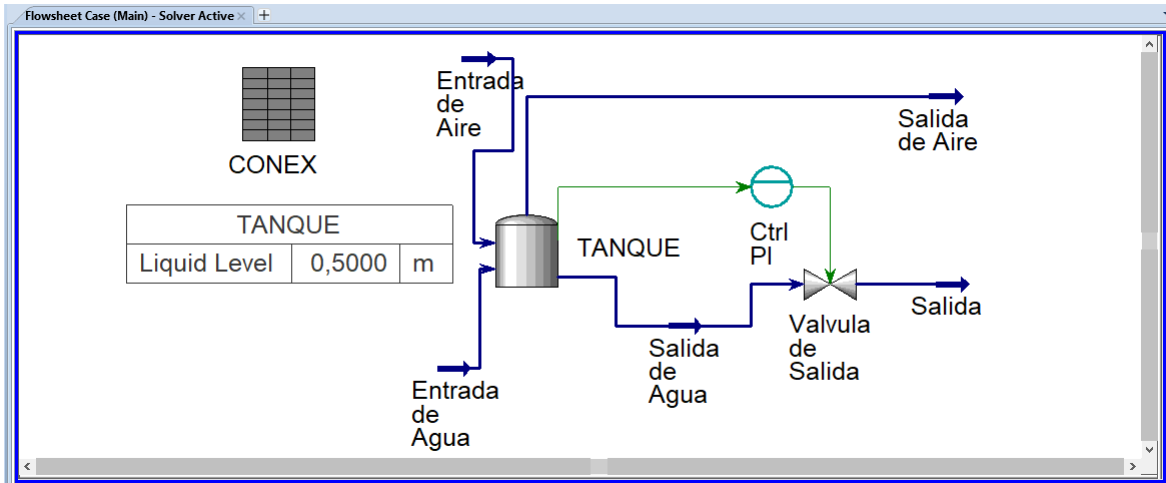 Flowsheet Case (Main) - Solver Active × +
Entrada
de
Aire
CONEX
Salida
de Aire
TANQUE
Liquid Level 0,5000 m
TANQUE
Ctrl
PI
Salida
Valvula
de
Salida
Salida
de
Agua
Entrada
de
Agua